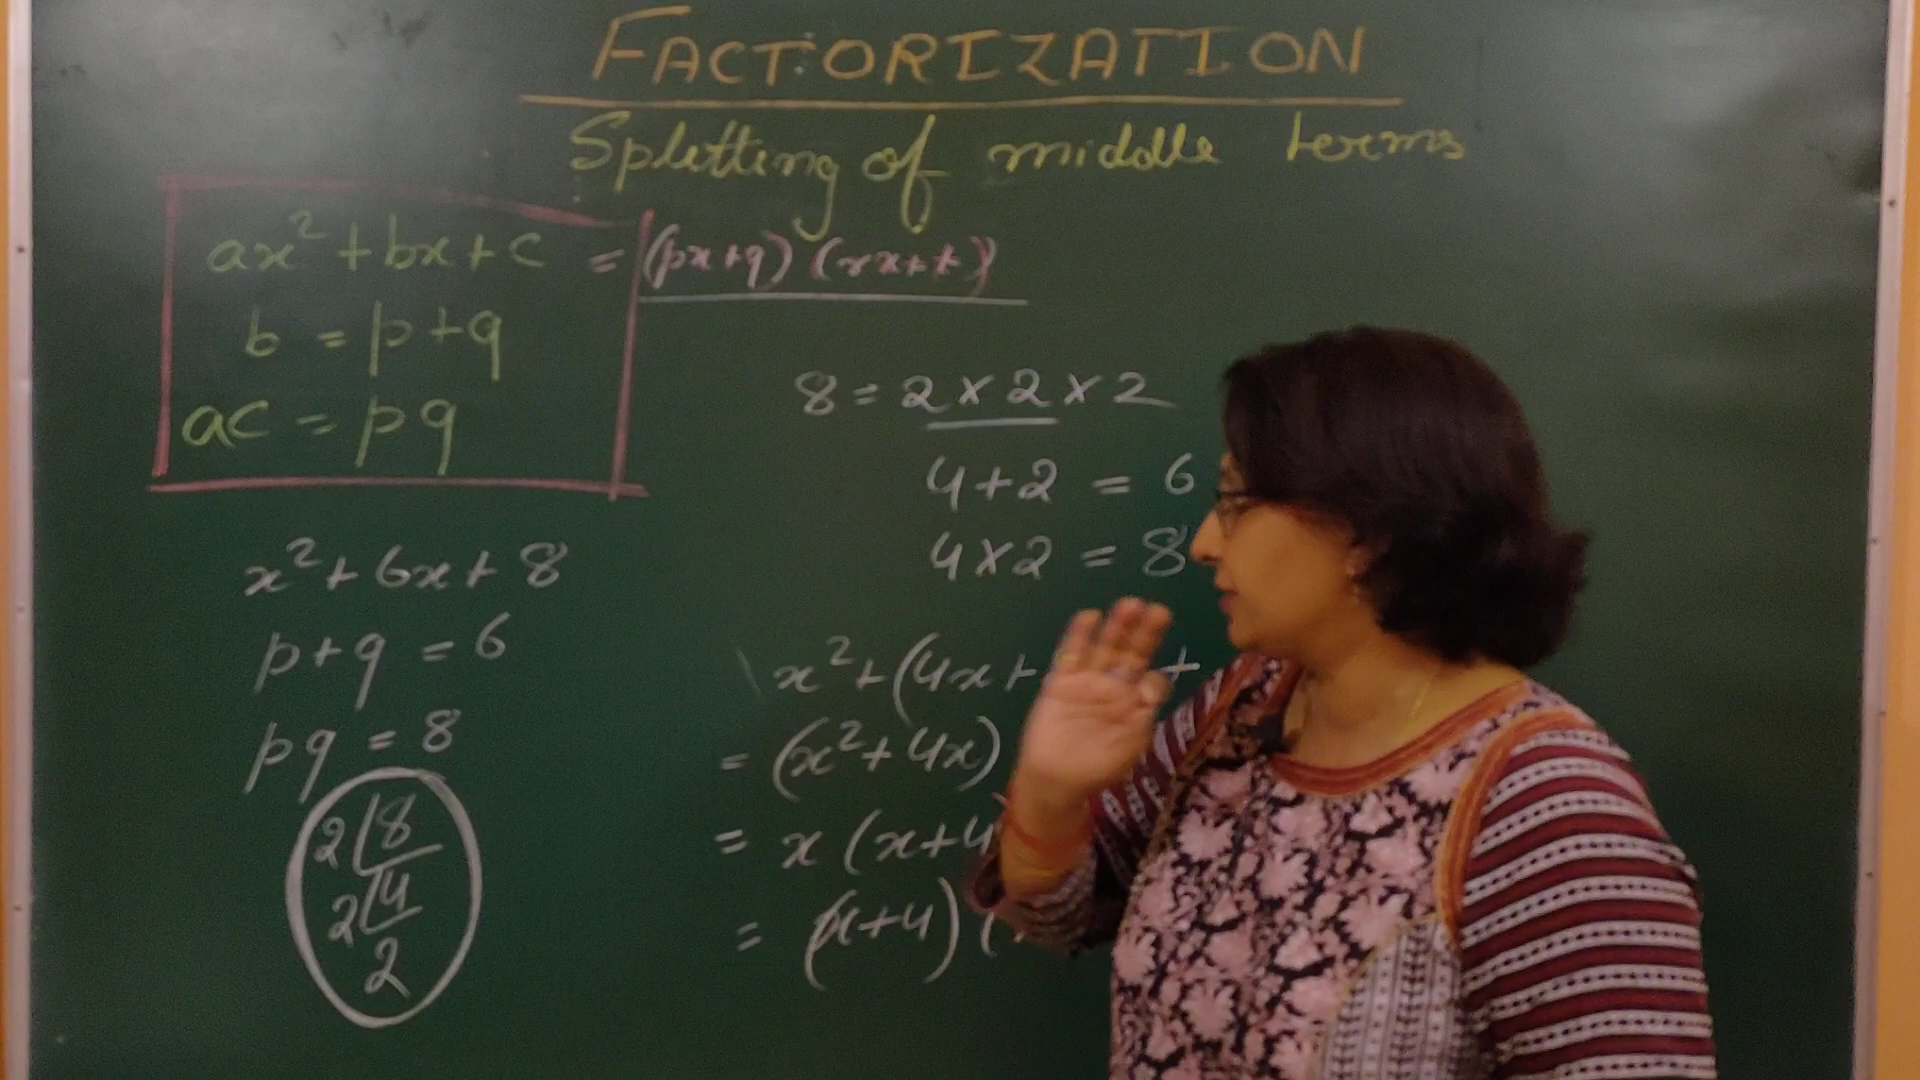 FACTORIZATION
Splitting of middle terms
ax² + bx + c = (px+q) (rx+t)
b = p+q
ac = pq
x² + 6x + 8
p+q = 6
pq = 8
2 8
2 4
2
8 = 2 × 2 × 2
4+2 = 6
4×2 = 8
x² + (4x + +
= (x² + 4x)
= x (x+4
= (x+4) (